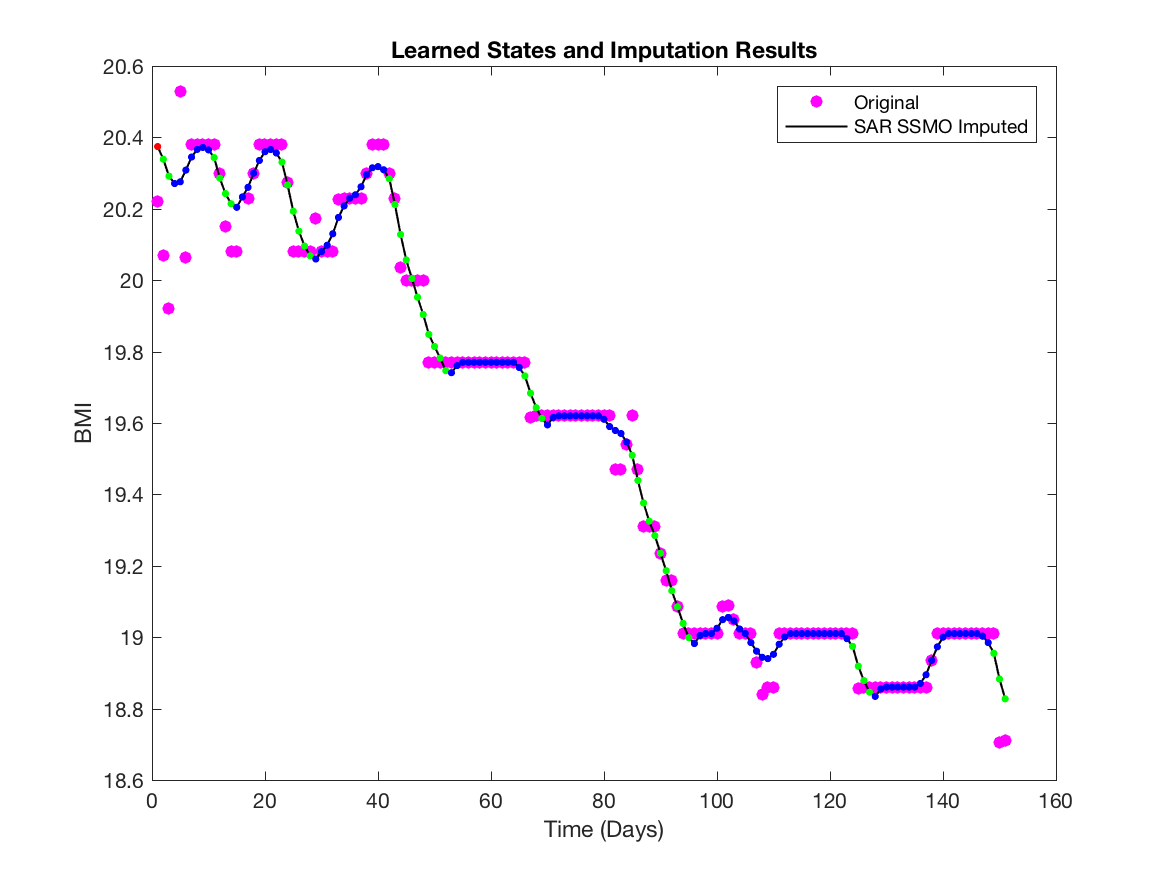 Learned States and Imputation Results
Original
SAR SSMO Imputed
20.6
20.4
20.2
20
19.8
19.6
19.4
19.2
19
18.8
18.6
BMI
0 20 40 60 80 100 120 140 160
Time (Days)